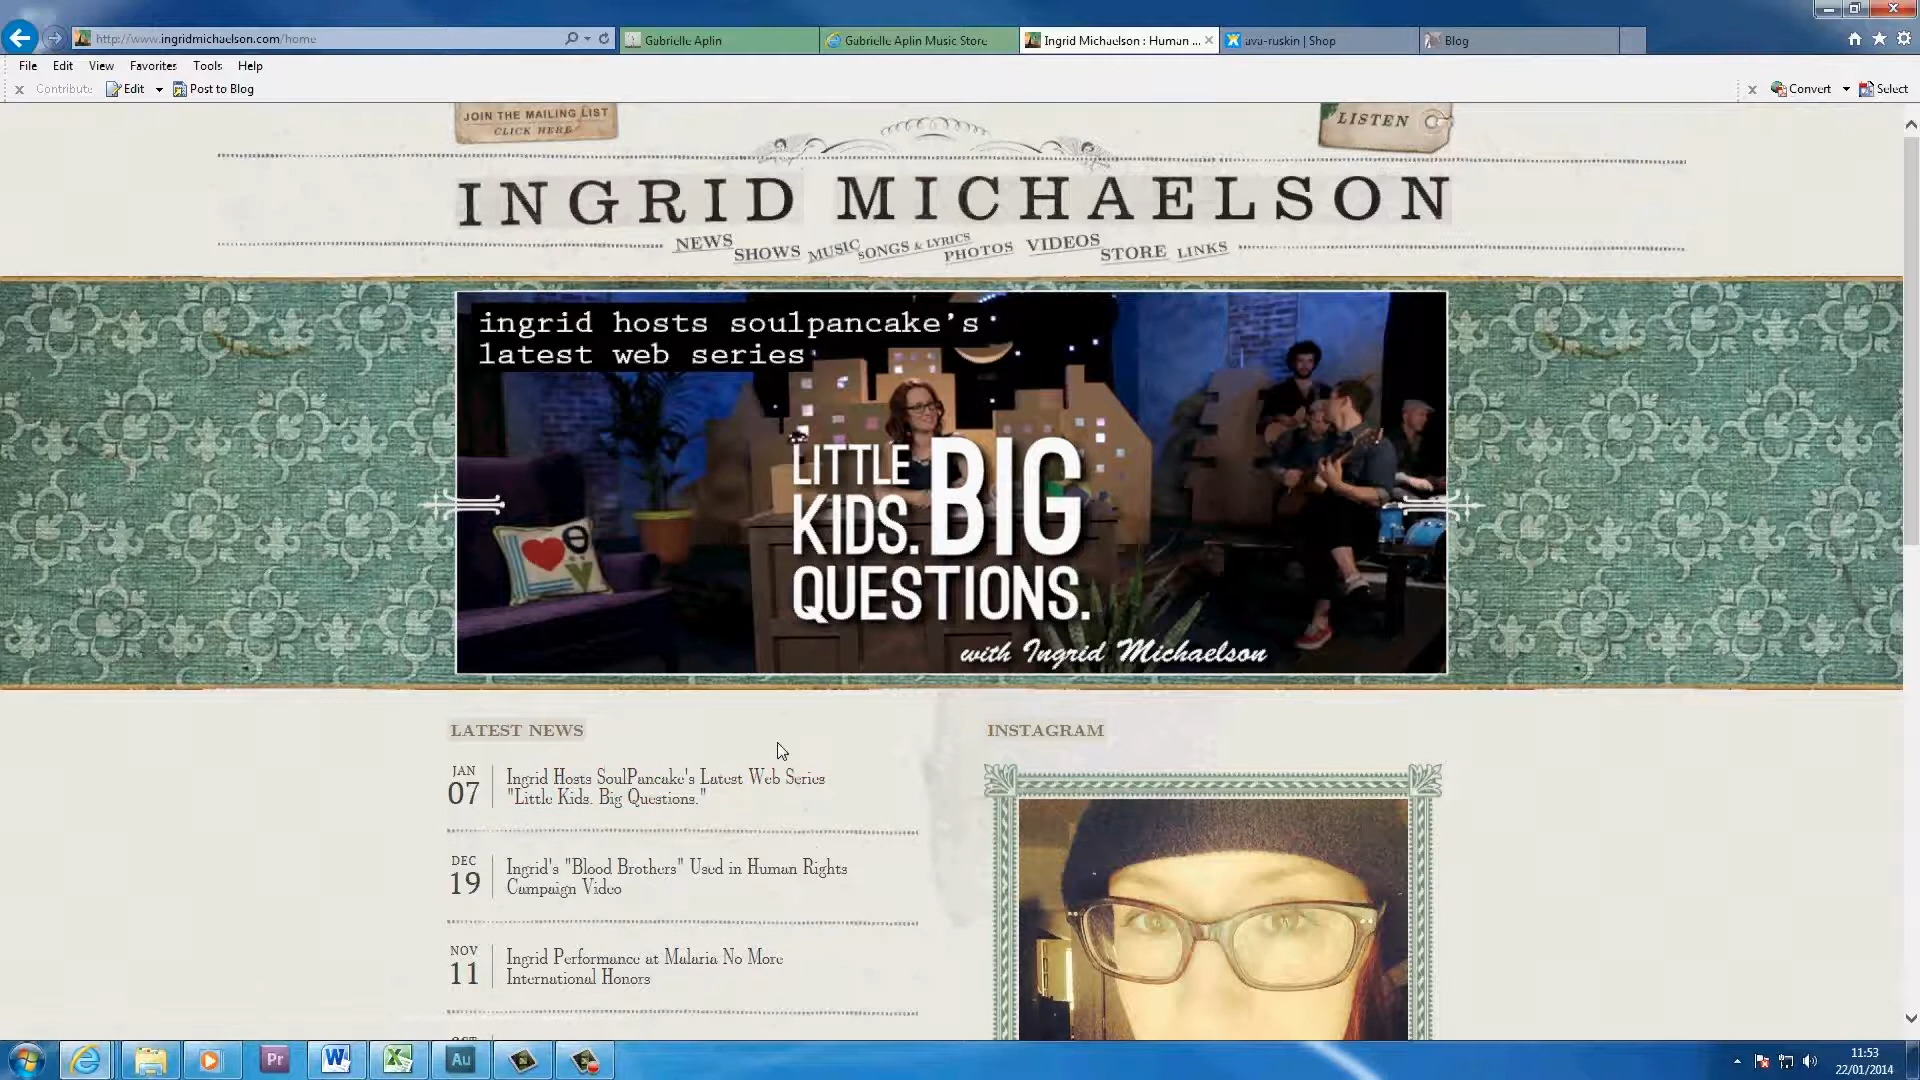 http://www.ingridmichaelson.com/home
Gabrielle Aplin
Gabrielle Aplin Music Store
Ingrid Michaelson : Human ...
ava-ruskin | Shop
Blog
File Edit View Favorites Tools Help
Contribute Edit Post to Blog
Convert Select
JOIN THE MAILING LIST
CLICK HERE
LISTEN
INGRID MICHAELSON
NEWS SHOWS MUSIC SONGS & LYRICS PHOTOS VIDEOS STORE LINKS
ingrid hosts soulpancake's
latest web series
LITTLE
KIDS. BIG
QUESTIONS.
with Ingrid Michaelson
LATEST NEWS
JAN
07
Ingrid Hosts SoulPancake's Latest Web Series
"Little Kids. Big Questions."
DEC
19
Ingrid's "Blood Brothers" Used in Human Rights
Campaign Video
NOV
11
Ingrid Performance at Malaria No More
International Honors
INSTAGRAM
Pr
Au
11:53
22/01/2014